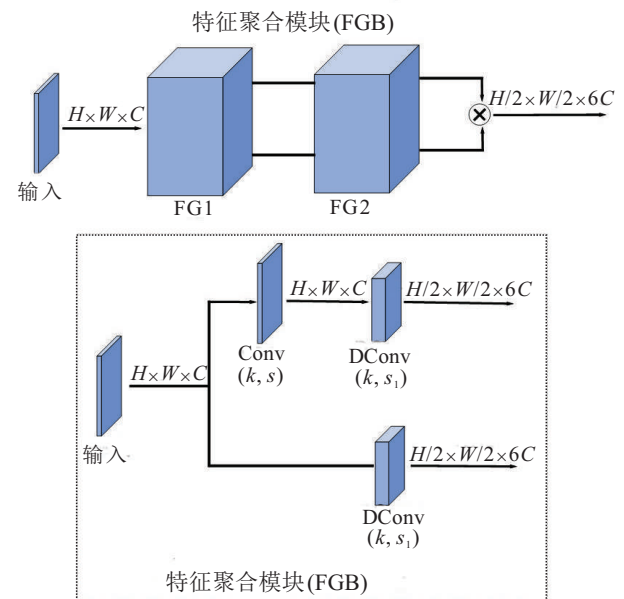 特征聚合模块(FGB)
H×W×C
H/2×W/2×6C
输入
FG1
FG2
H×W×C
H/2×W/2×6C
Conv
(k, s)
DConv
(k, s₁)
H×W×C
输入
H/2×W/2×6C
DConv
(k, s₁)
特征聚合模块(FGB)